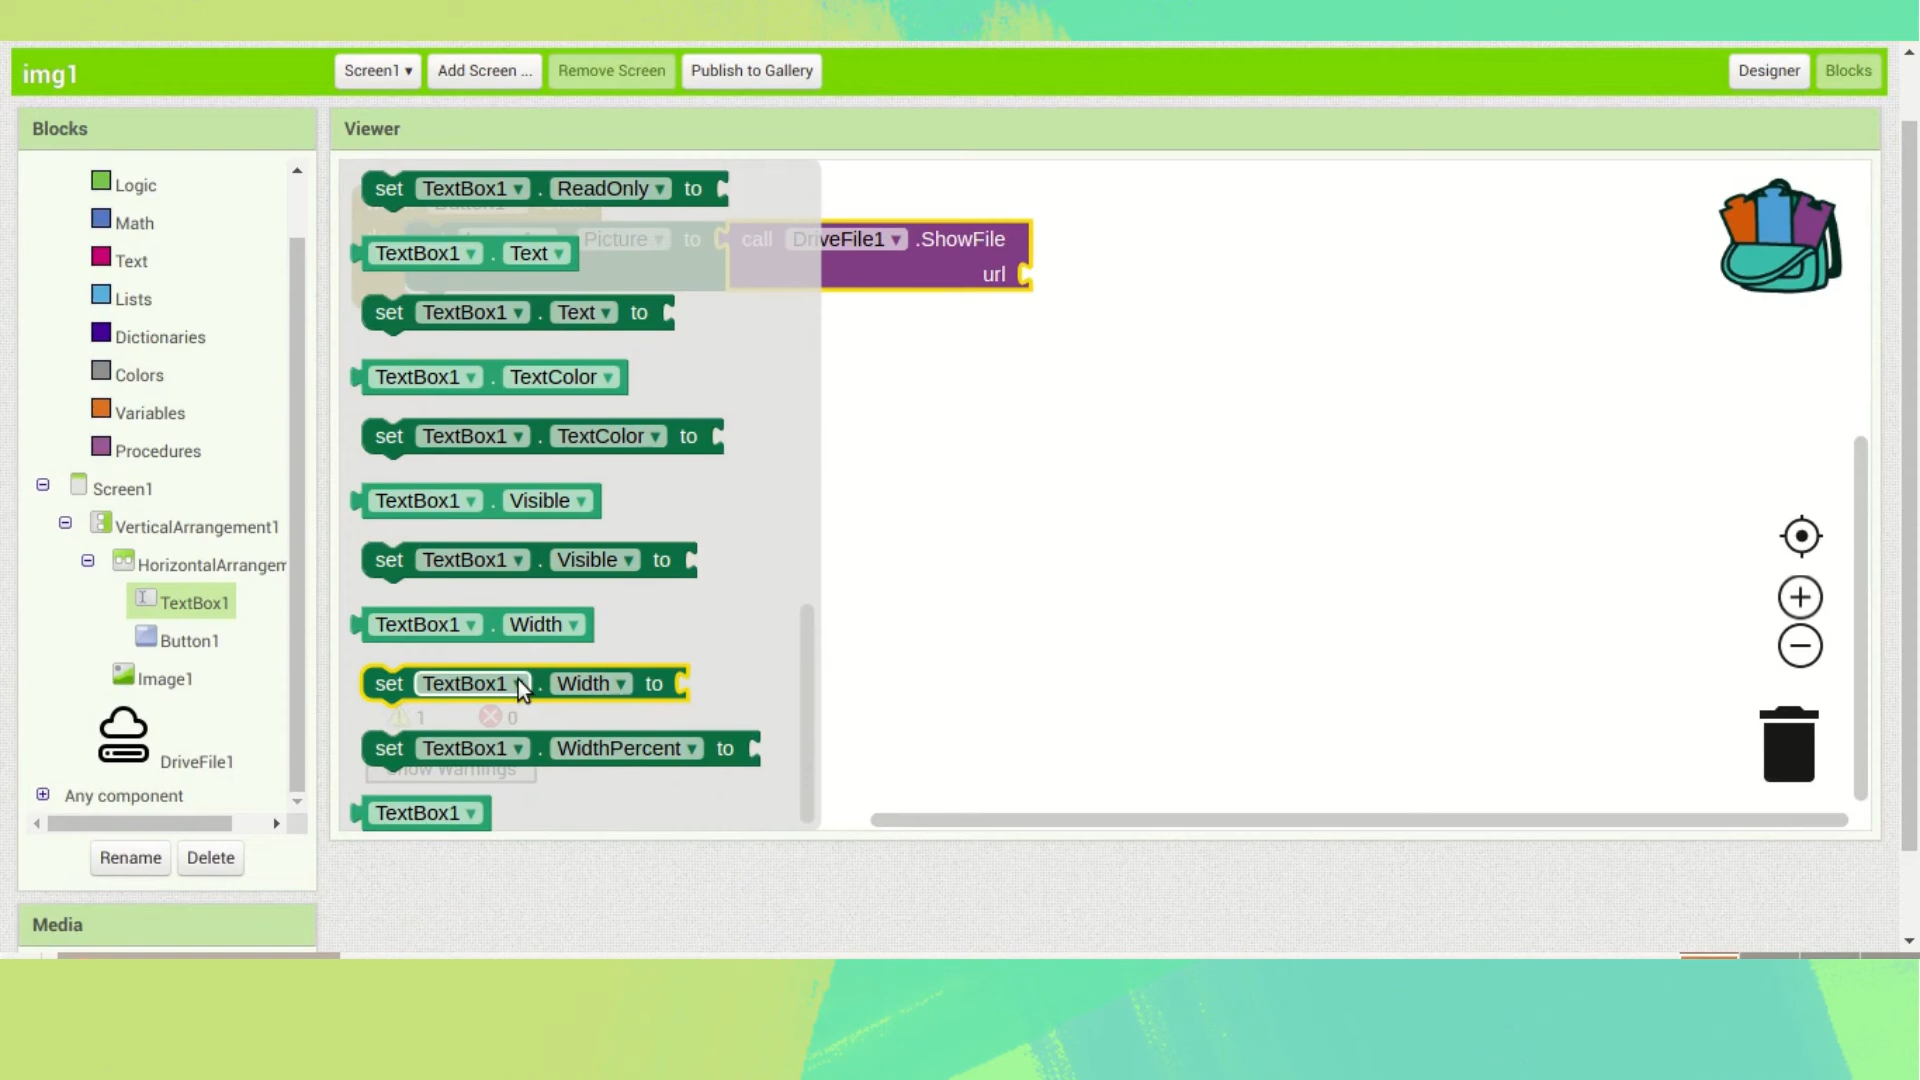 img1
Screen1 ▾ Add Screen ... Remove Screen Publish to Gallery
Designer Blocks
Blocks
Logic
Math
Text
Lists
Dictionaries
Colors
Variables
Procedures
Screen1
VerticalArrangement1
HorizontalArrangem
TextBox1
Button1
Image1
DriveFile1
Any component
Rename Delete
Media
Viewer
set TextBox1 ▾ . ReadOnly ▾ to
Picture ▾ to call DriveFile1 ▾ .ShowFile
url
TextBox1 ▾ . Text ▾
set TextBox1 ▾ . Text ▾ to
TextBox1 ▾ . TextColor ▾
set TextBox1 ▾ . TextColor ▾ to
TextBox1 ▾ . Visible ▾
set TextBox1 ▾ . Visible ▾ to
TextBox1 ▾ . Width ▾
set TextBox1 ▾ . Width ▾ to
1 0
set TextBox1 ▾ . WidthPercent ▾ to
Show Warnings
TextBox1 ▾